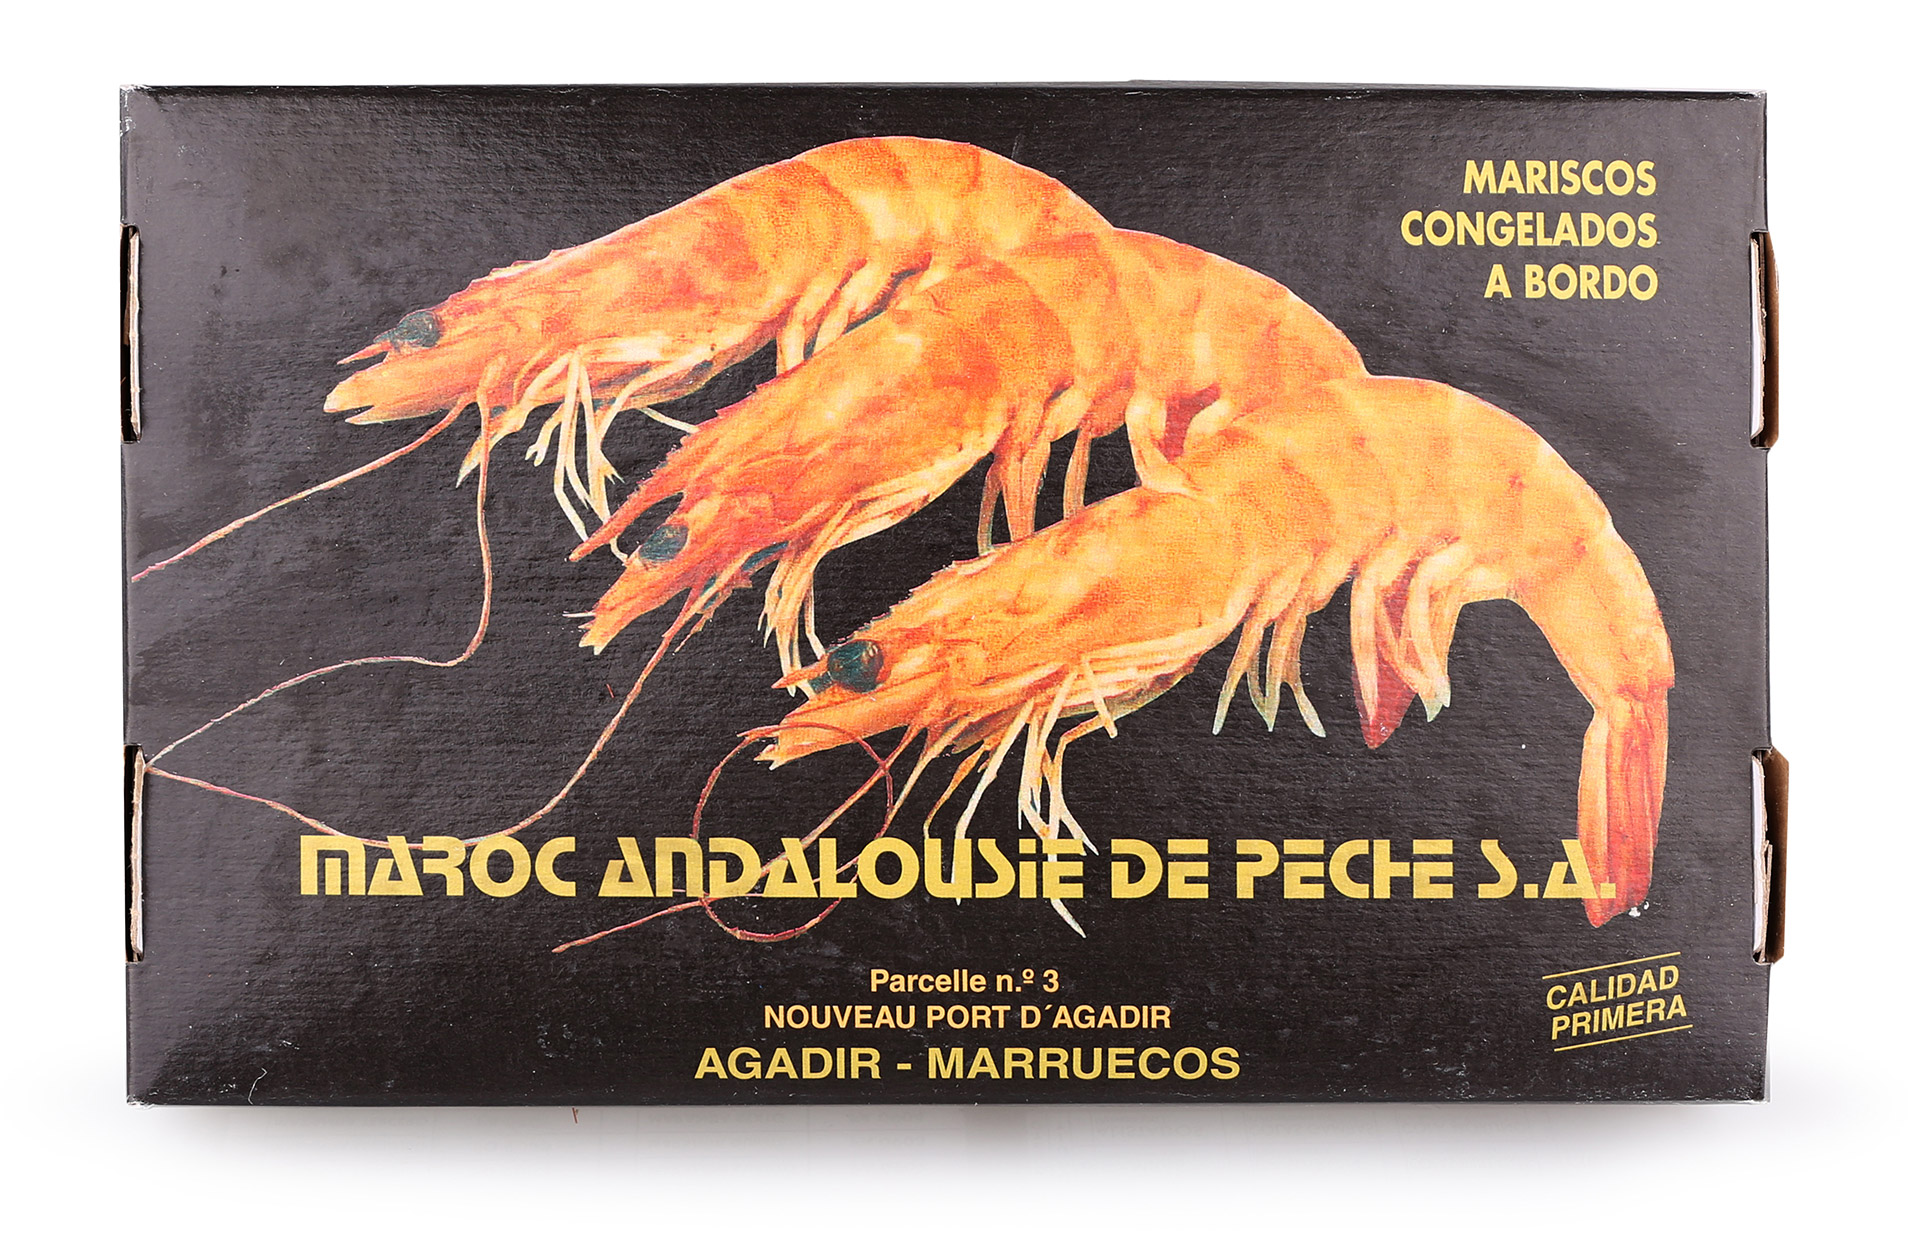 MARISCOS
CONGELADOS
A BORDO
MAROC ANDALOUSiE DE PECHE S.A.
Parcelle n.º 3
NOUVEAU PORT D´AGADIR
AGADIR - MARRUECOS
CALIDAD
PRIMERA